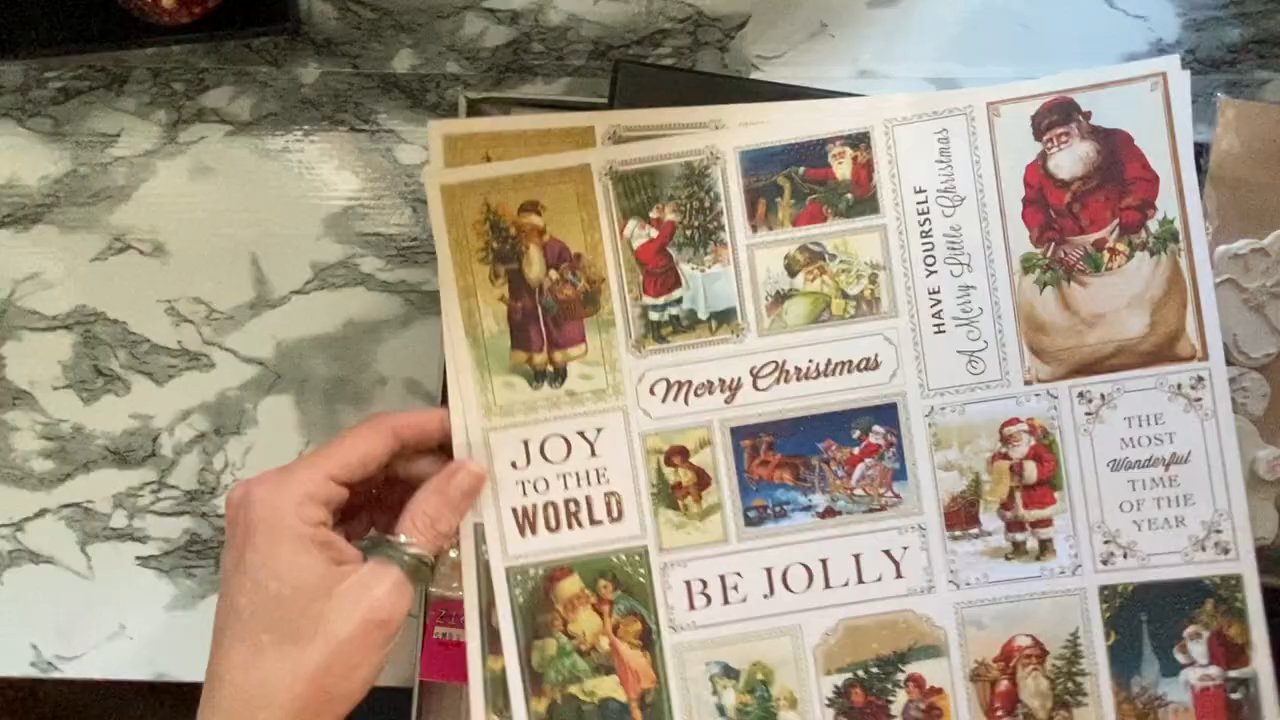 HAVE YOURSELF
A Merry Little Christmas
Merry Christmas
JOY
TO THE
WORLD
THE
MOST
Wonderful
TIME
OF THE
YEAR
BE JOLLY